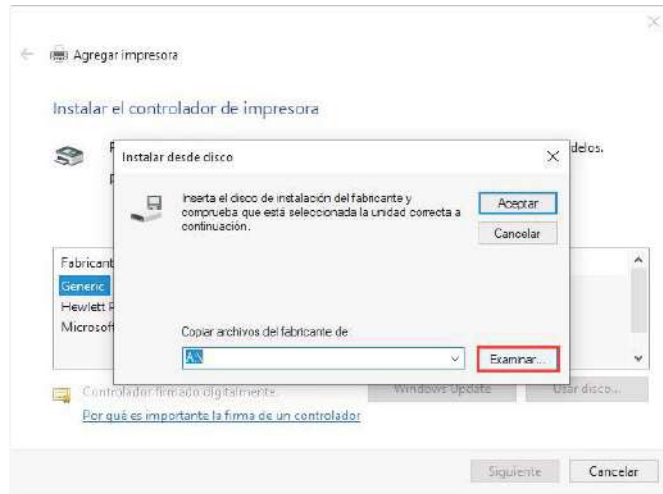 Agregar impresora
Instalar el controlador de impresora
delos.
Instalar desde disco
Inserta el disco de instalación del fabricante y
comprueba que está seleccionada la unidad correcta a
continuación.
Aceptar
Cancelar
Fabricant
Generic
Hewlett P
Microsoft
Copiar archivos del fabricante de
A:\
Examinar...
Controlador firmado digitalmente.
Windows Update
Usar disco...
Por qué es importante la firma de un controlador
Siguiente
Cancelar